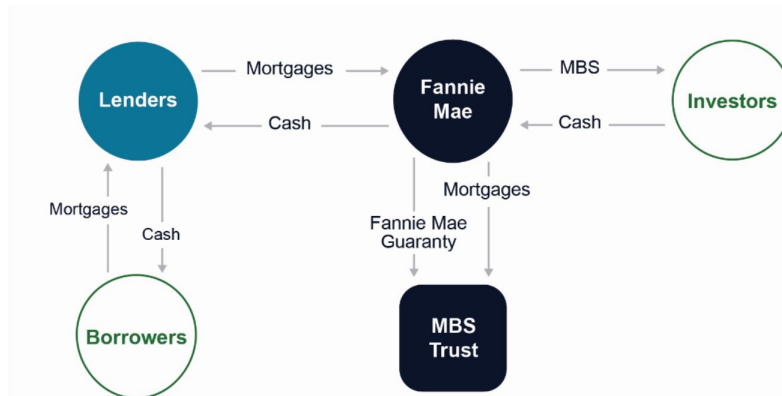 Mortgages
Fannie
Mae
MBS
Lenders
Investors
Cash
Cash
Mortgages
Mortgages
Cash
Fannie Mae
Guaranty
Borrowers
MBS
Trust